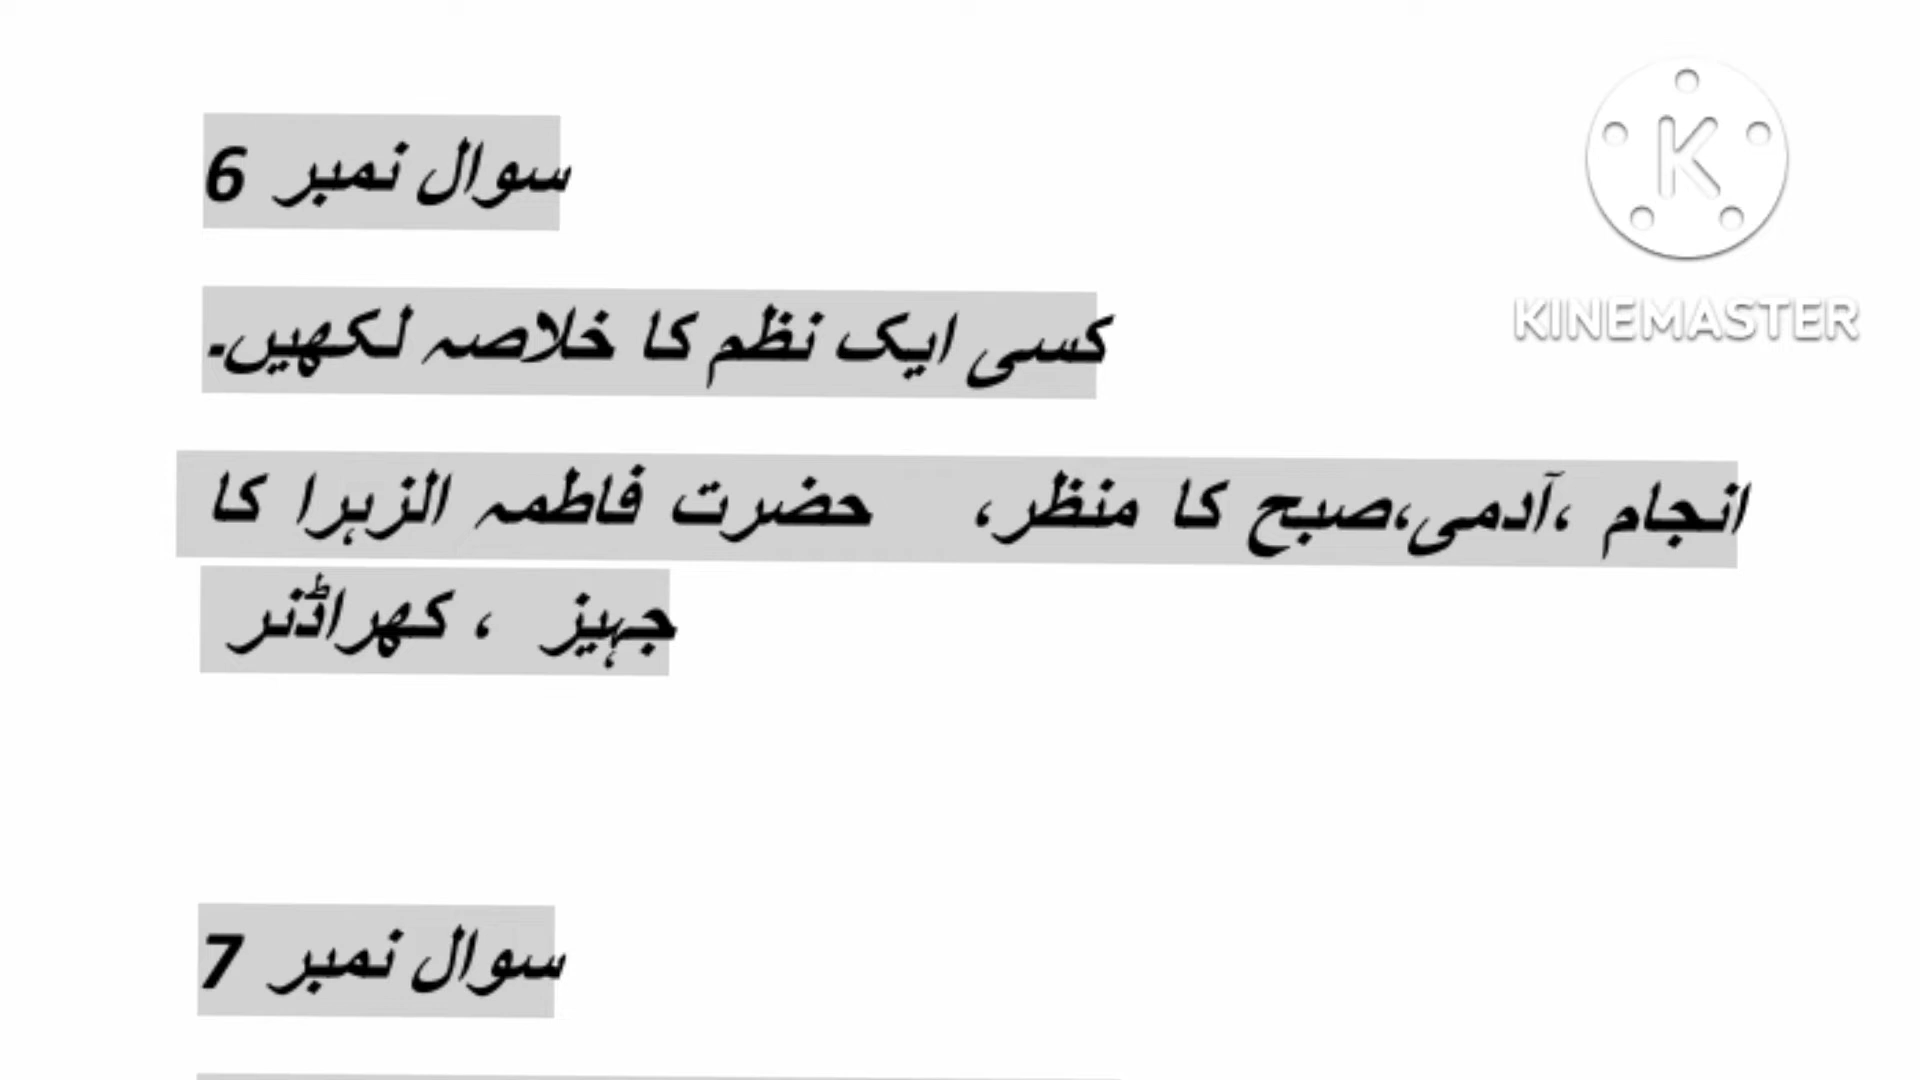 سوال نمبر 6
K
KINEMASTER
کسی ایک نظم کا خلاصہ لکھیں۔
انجام ،آدمی،صبح کا منظر، حضرت فاطمہ الزہرا کا
جہیز ، کھراڈنر
سوال نمبر 7